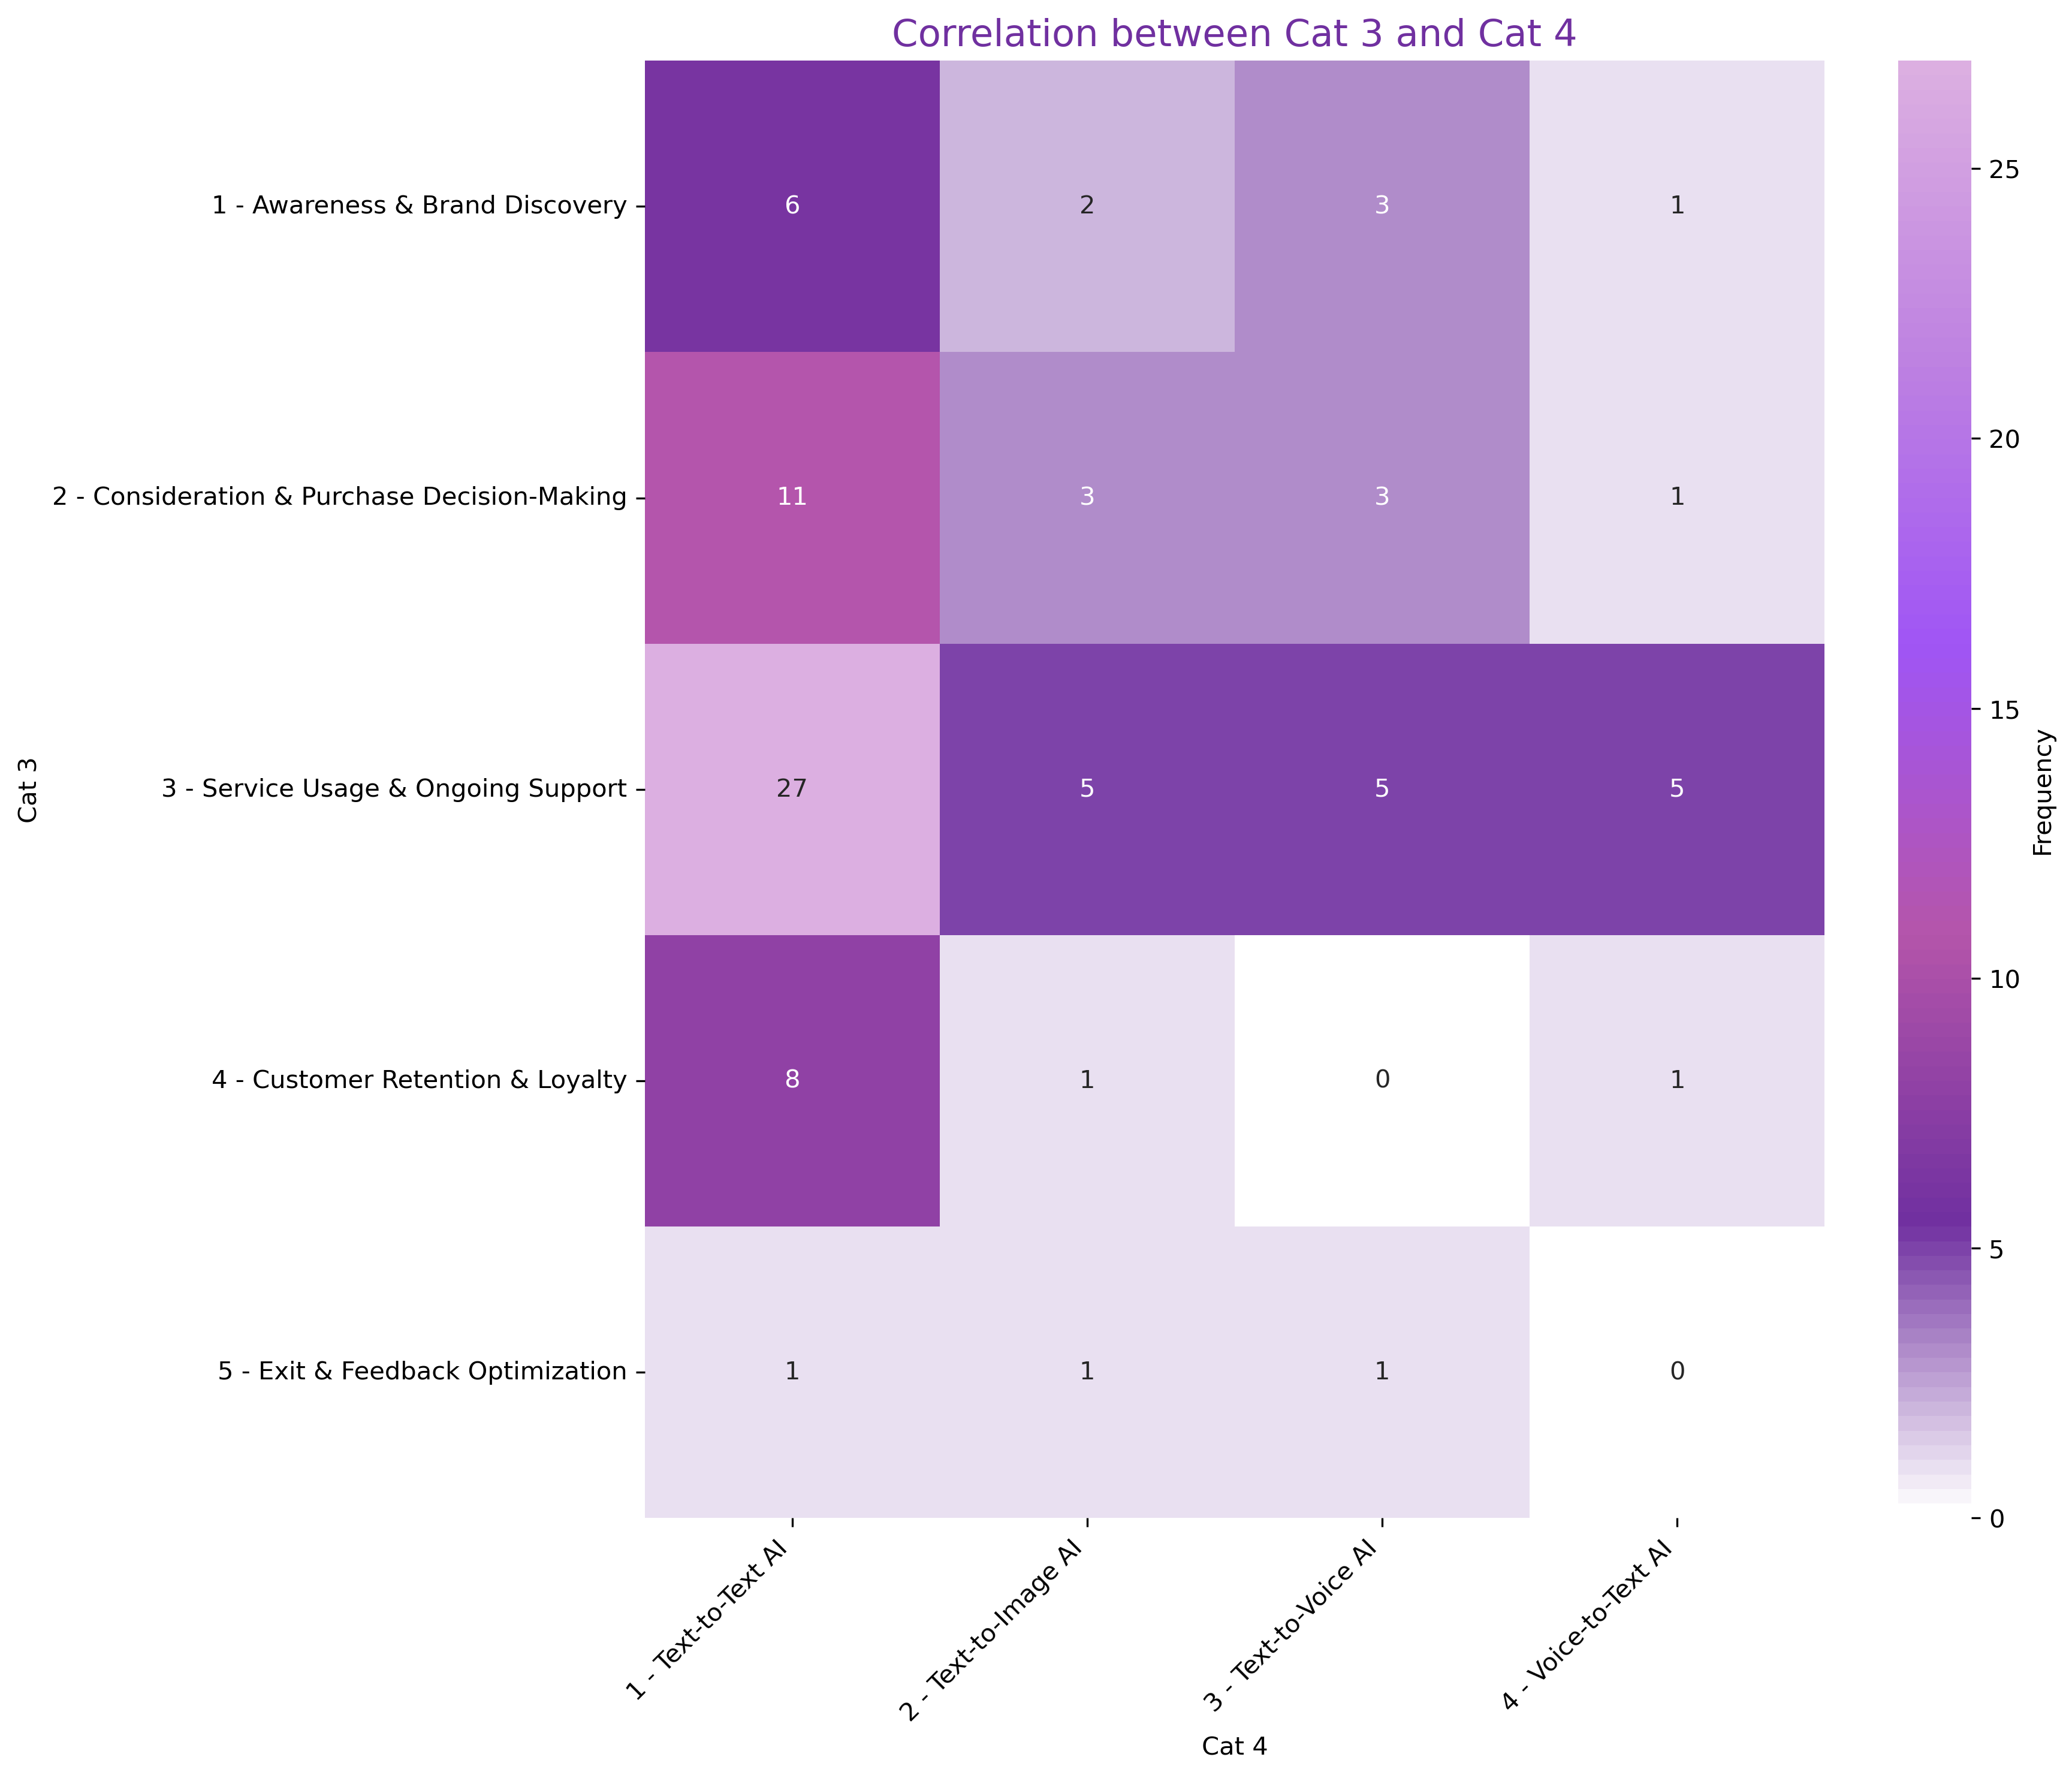 Correlation between Cat 3 and Cat 4
Cat 3
1 - Awareness & Brand Discovery
6 2 3 1
2 - Consideration & Purchase Decision-Making
11 3 3 1
3 - Service Usage & Ongoing Support
27 5 5 5
4 - Customer Retention & Loyalty
8 1 0 1
5 - Exit & Feedback Optimization
1 1 1 0
1 - Text-to-Text AI
2 - Text-to-Image AI
3 - Text-to-Voice AI
4 - Voice-to-Text AI
Cat 4
25
20
15
10
5
0
Frequency